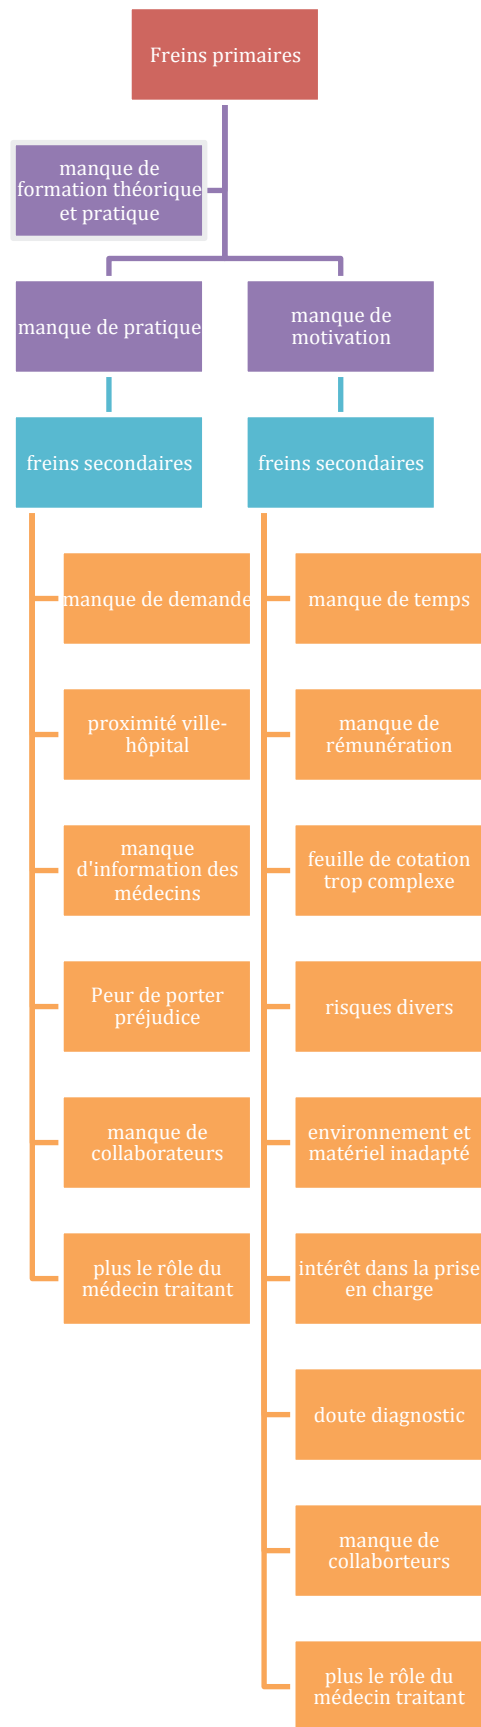 Freins primaires
manque de
formation théorique
et pratique
manque de pratique
manque de
motivation
freins secondaires
freins secondaires
manque de demande
proximité ville-
hôpital
manque
d'information des
médecins
Peur de porter
préjudice
manque de
collaborateurs
plus le rôle du
médecin traitant
manque de temps
manque de
rémunération
feuille de cotation
trop complexe
risques divers
environnement et
matériel inadapté
intérêt dans la prise
en charge
doute diagnostic
manque de
collaborteurs
plus le rôle du
médecin traitant